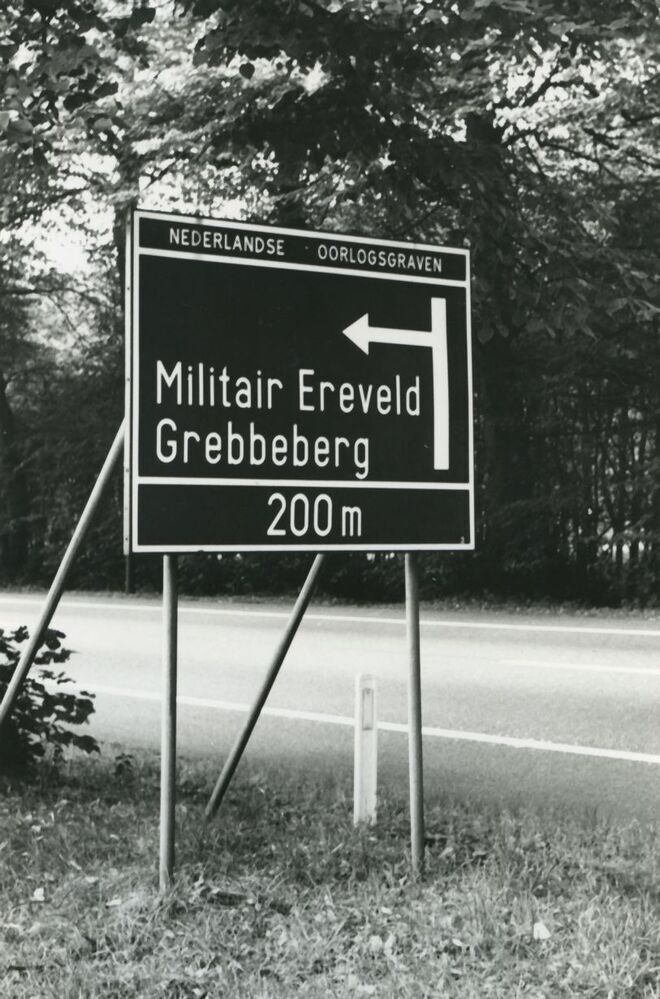 NEDERLANDSE OORLOGSGRAVEN
Militair Ereveld
Grebbeberg
200m